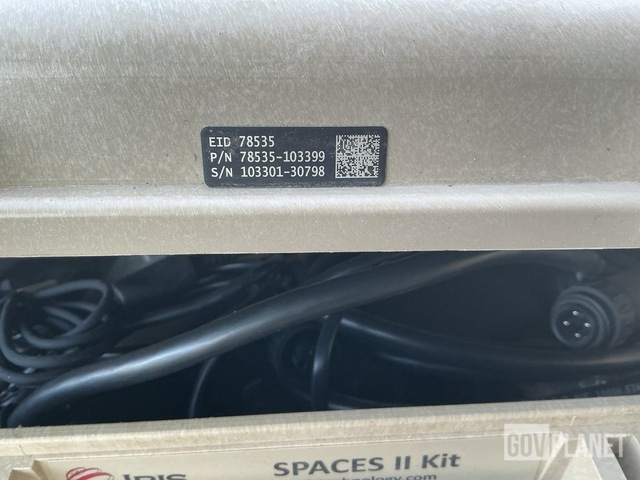 EID 78535
P/N 78535-103399
S/N 103301-30798
IRIS
SPACES II Kit
GOVPLANET